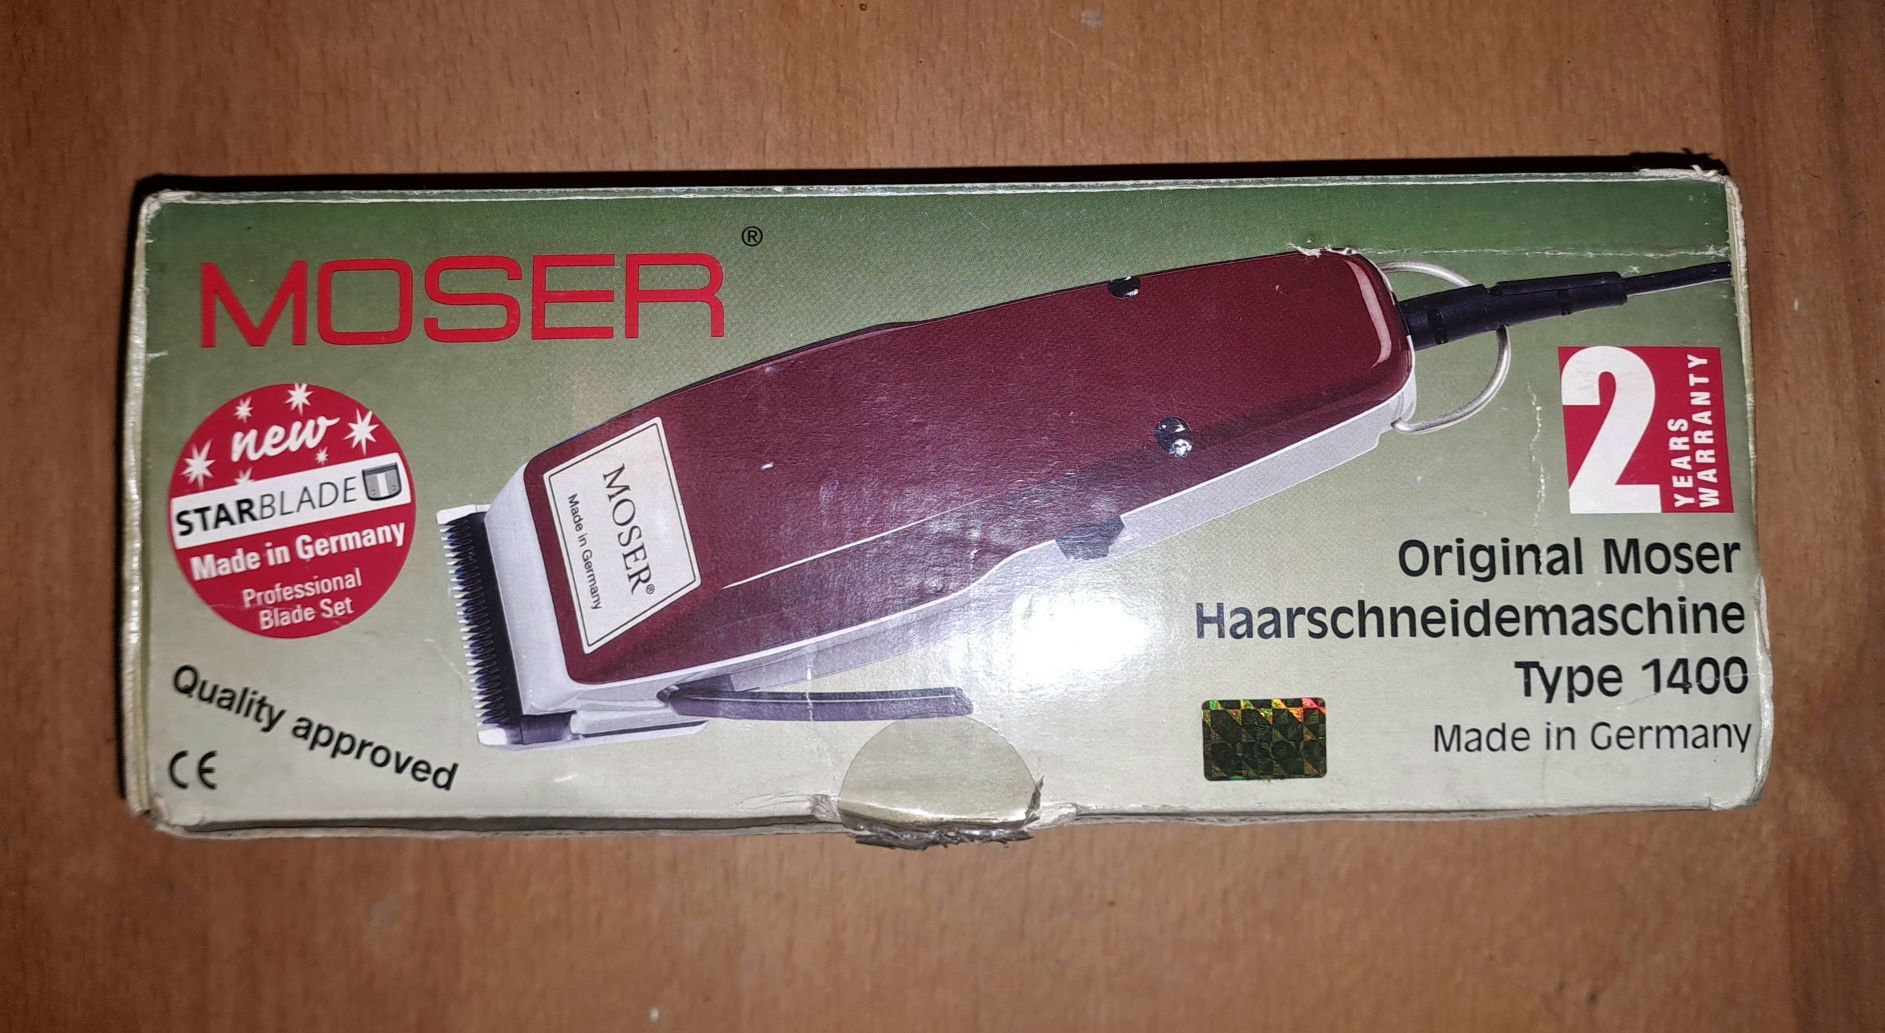 MOSER®
new
STARBLADE
Made in Germany
Professional
Blade Set
Quality approved
CE
MOSER®
Made in Germany
2 YEARS
WARRANTY
Original Moser
Haarschneidemaschine
Type 1400
Made in Germany